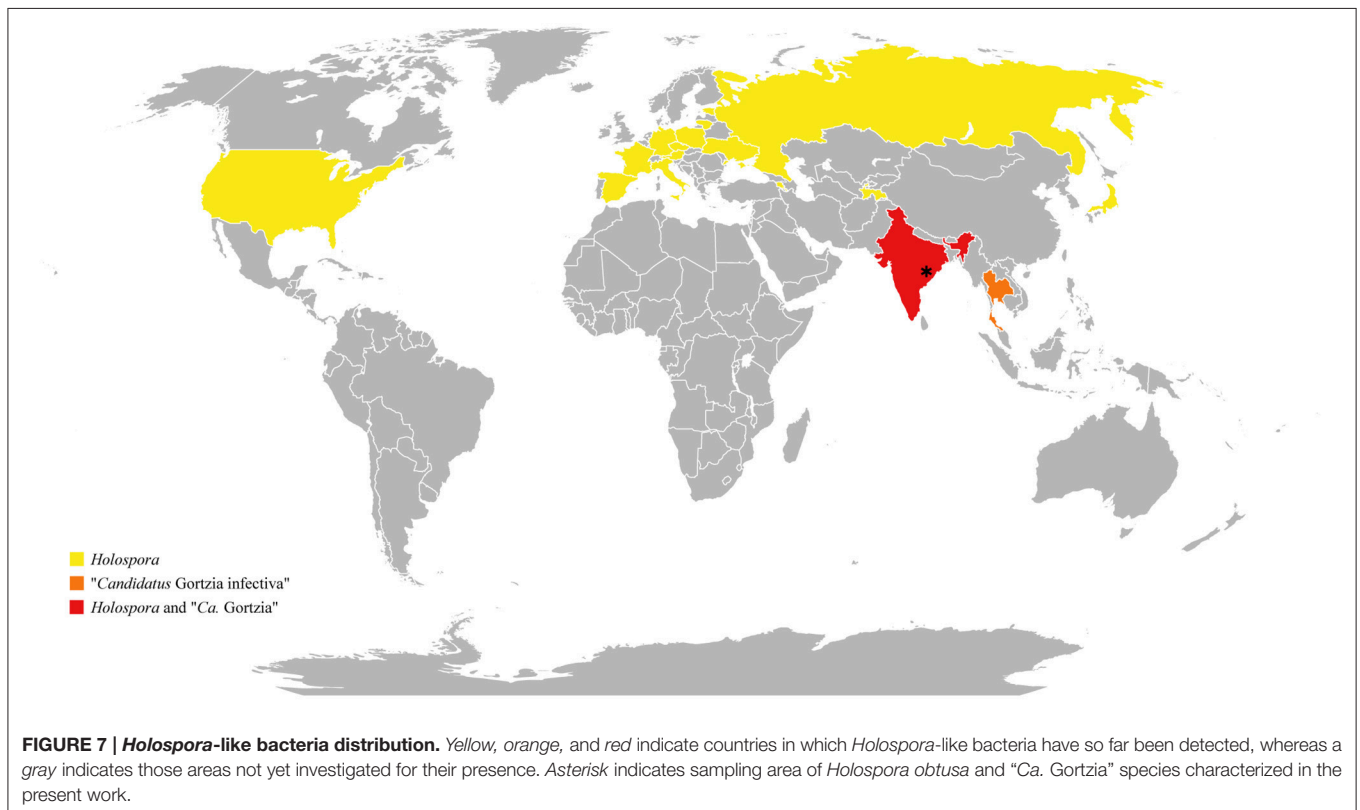 Holospora
"Candidatus Gortzia infectiva"
Holospora and "Ca. Gortzia"
*
FIGURE 7 | Holospora-like bacteria distribution. Yellow, orange, and red indicate countries in which Holospora-like bacteria have so far been detected, whereas a
gray indicates those areas not yet investigated for their presence. Asterisk indicates sampling area of Holospora obtusa and “Ca. Gortzia” species characterized in the
present work.